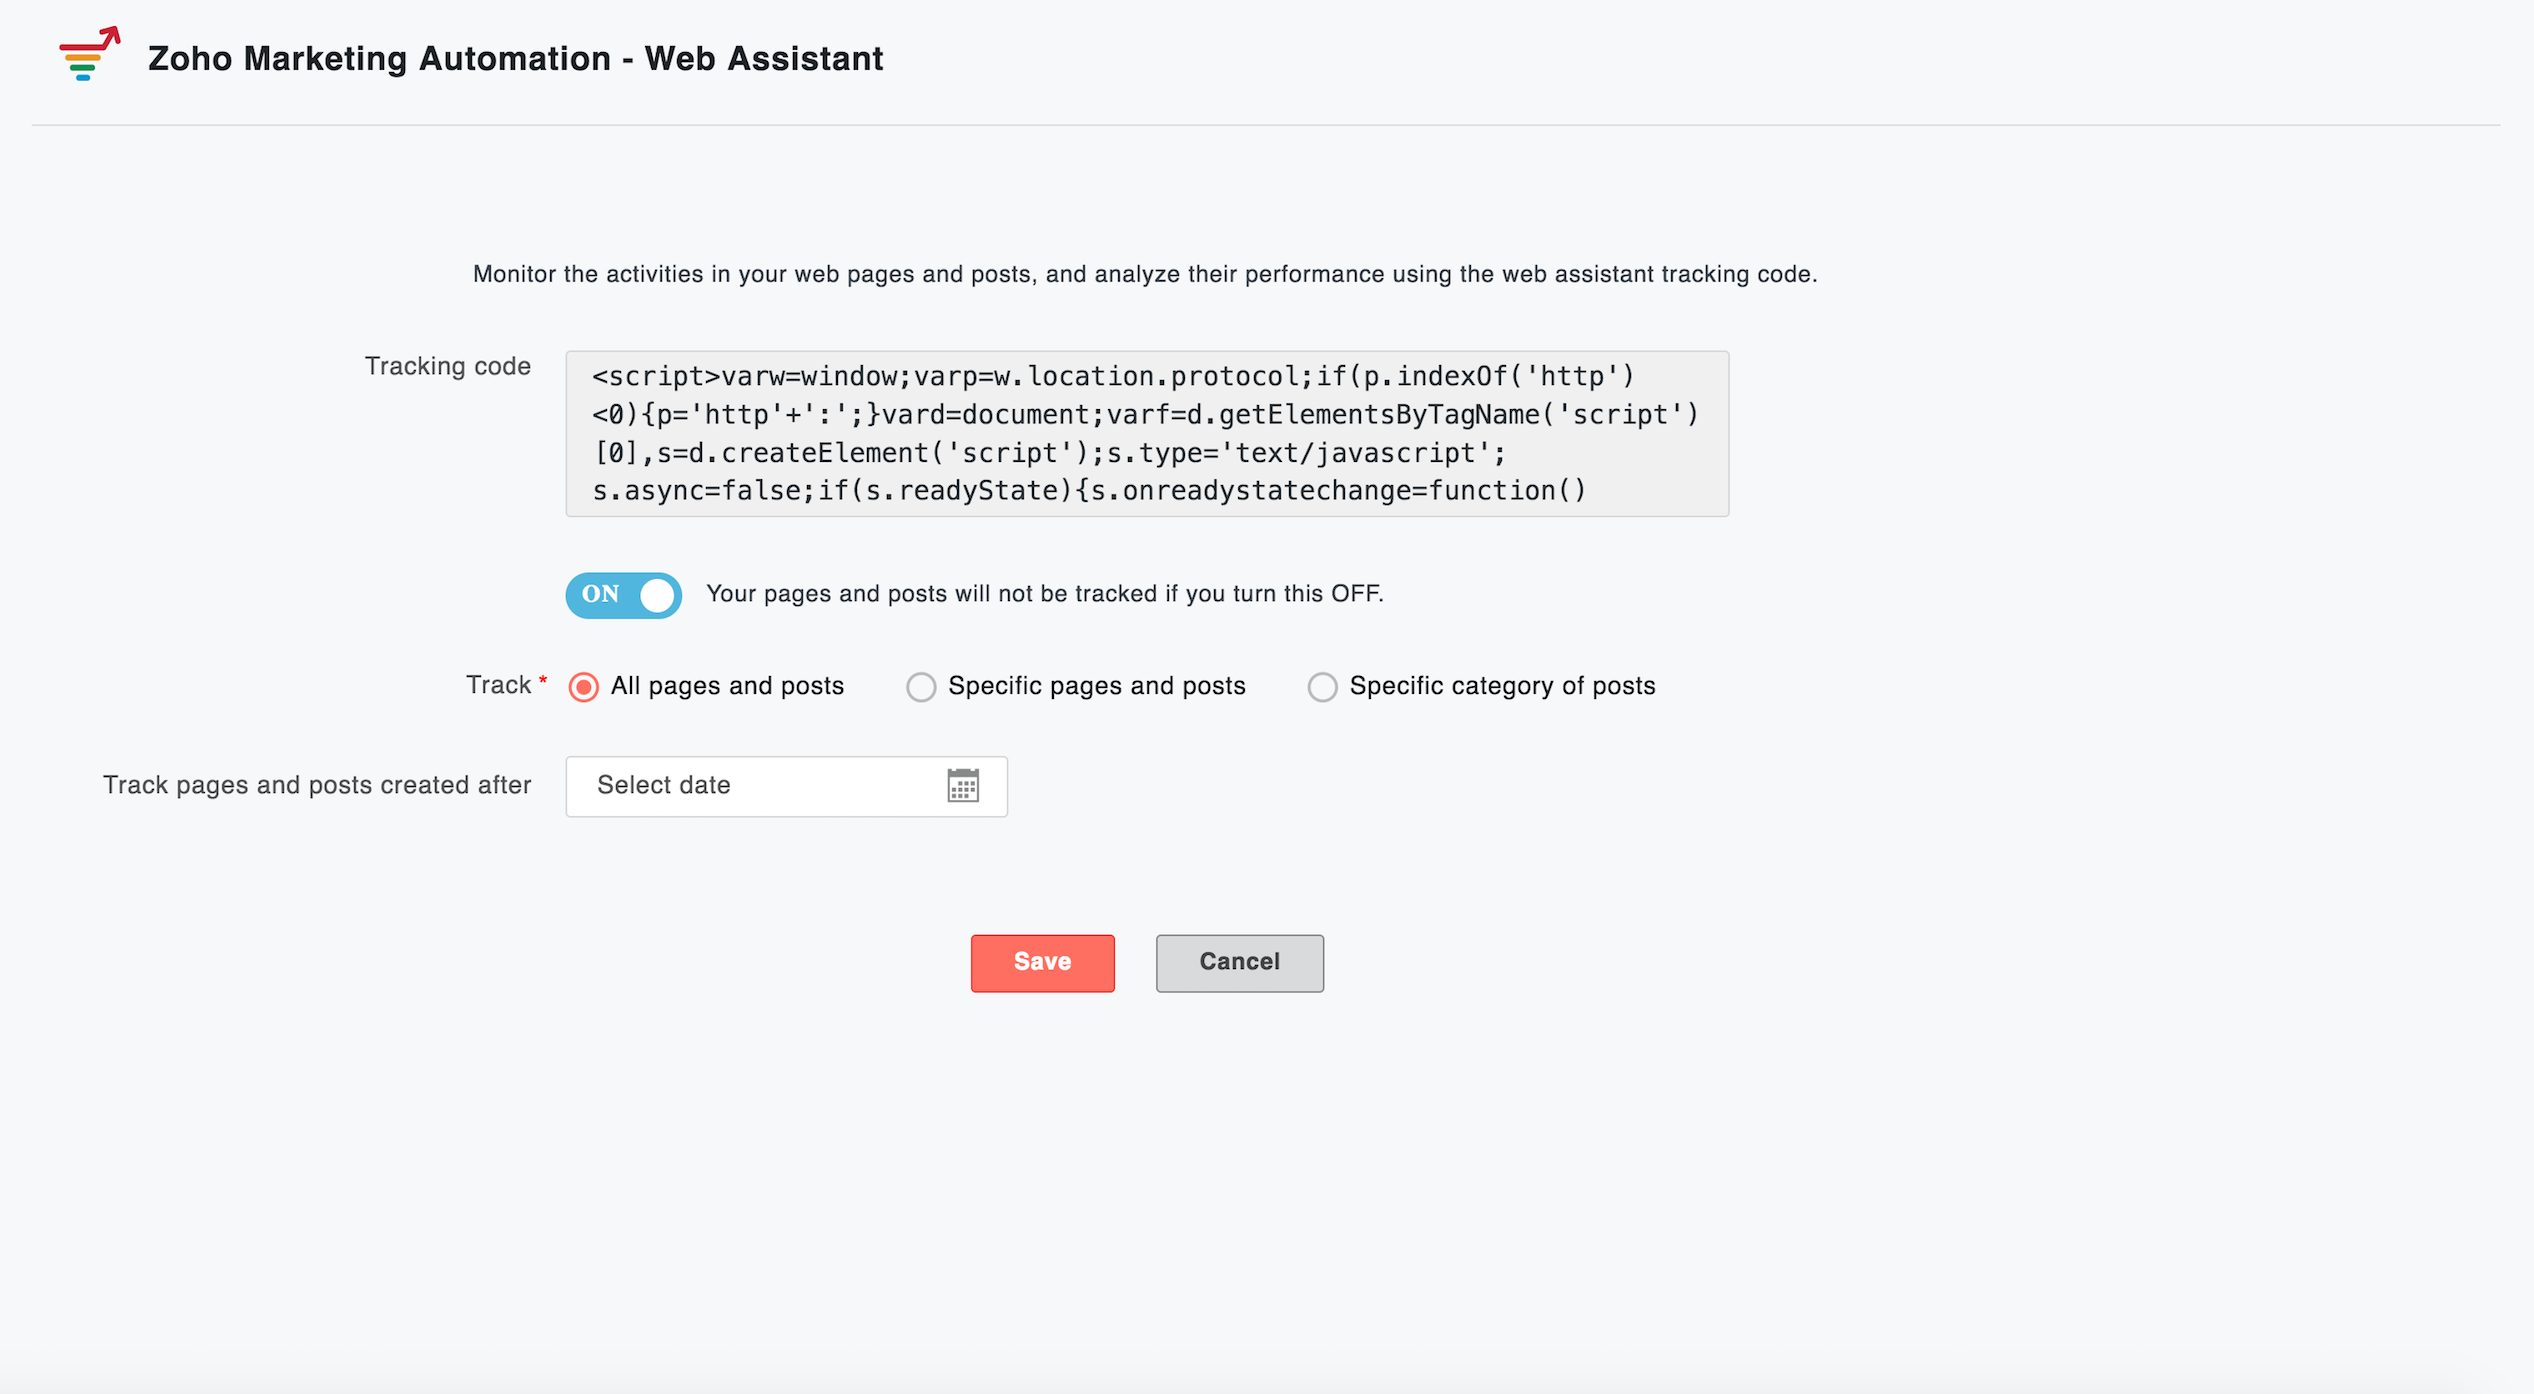 Zoho Marketing Automation - Web Assistant
Monitor the activities in your web pages and posts, and analyze their performance using the web assistant tracking code.
Tracking code
<script>varw=window;varp=w.location.protocol;if(p.indexOf('http')
<0){p='http'+':';}vard=document;varf=d.getElementsByTagName('script')
[0],s=d.createElement('script');s.type='text/javascript';
s.async=false;if(s.readyState){s.onreadystatechange=function()
ON Your pages and posts will not be tracked if you turn this OFF.
Track * All pages and posts Specific pages and posts Specific category of posts
Track pages and posts created after Select date
Save Cancel